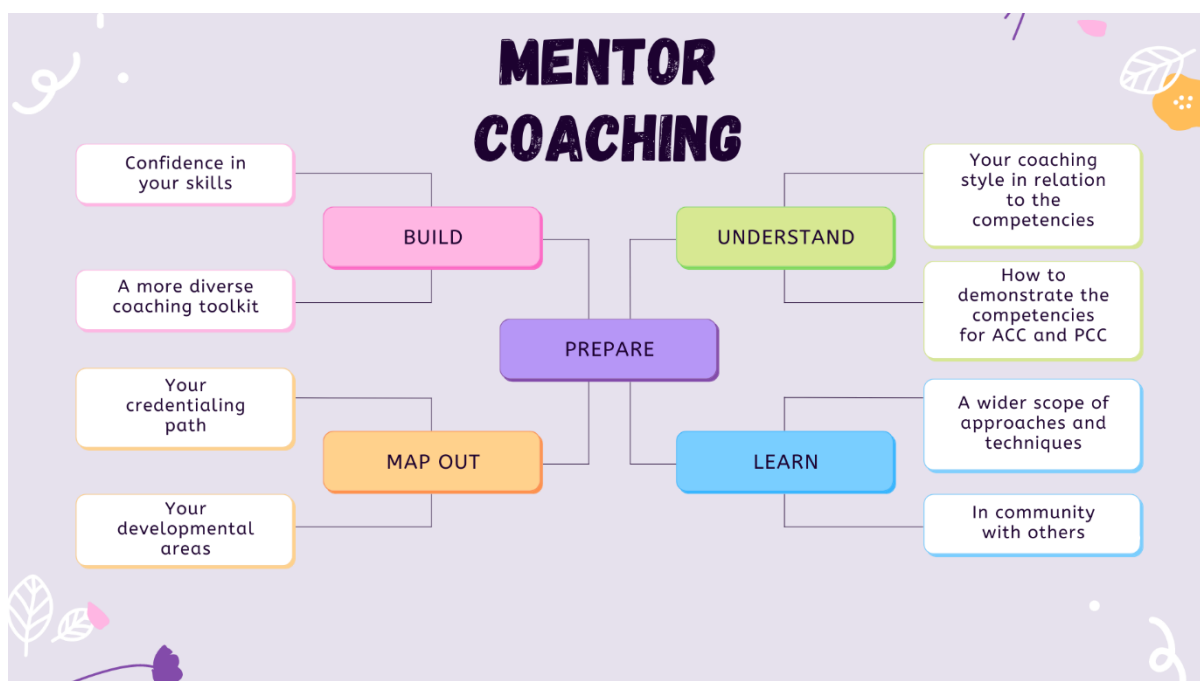 MENTOR
COACHING
Confidence in
your skills
BUILD
A more diverse
coaching toolkit
Your coaching
style in relation
to the
competencies
UNDERSTAND
How to
demonstrate the
competencies
for ACC and PCC
PREPARE
Your
credentialing
path
MAP OUT
Your
developmental
areas
A wider scope of
approaches and
techniques
LEARN
In community
with others